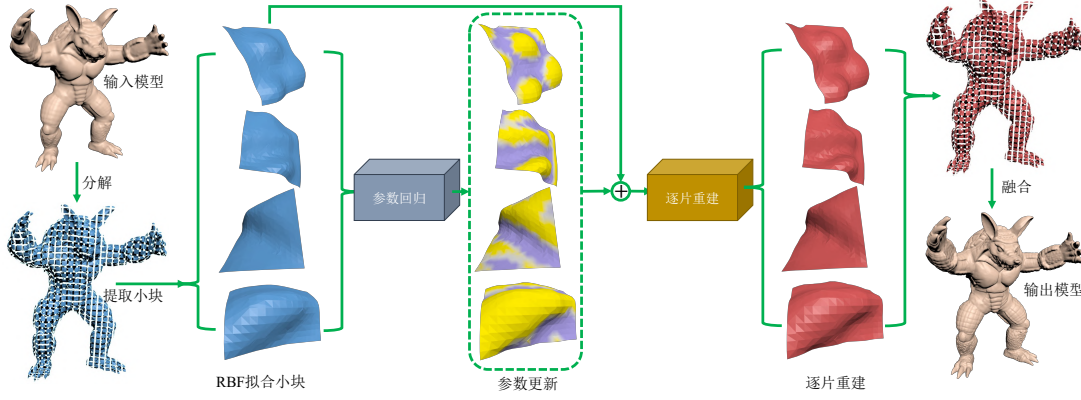 输入模型
分解
提取小块
RBF拟合小块
参数回归
参数更新
逐片重建
逐片重建
融合
输出模型